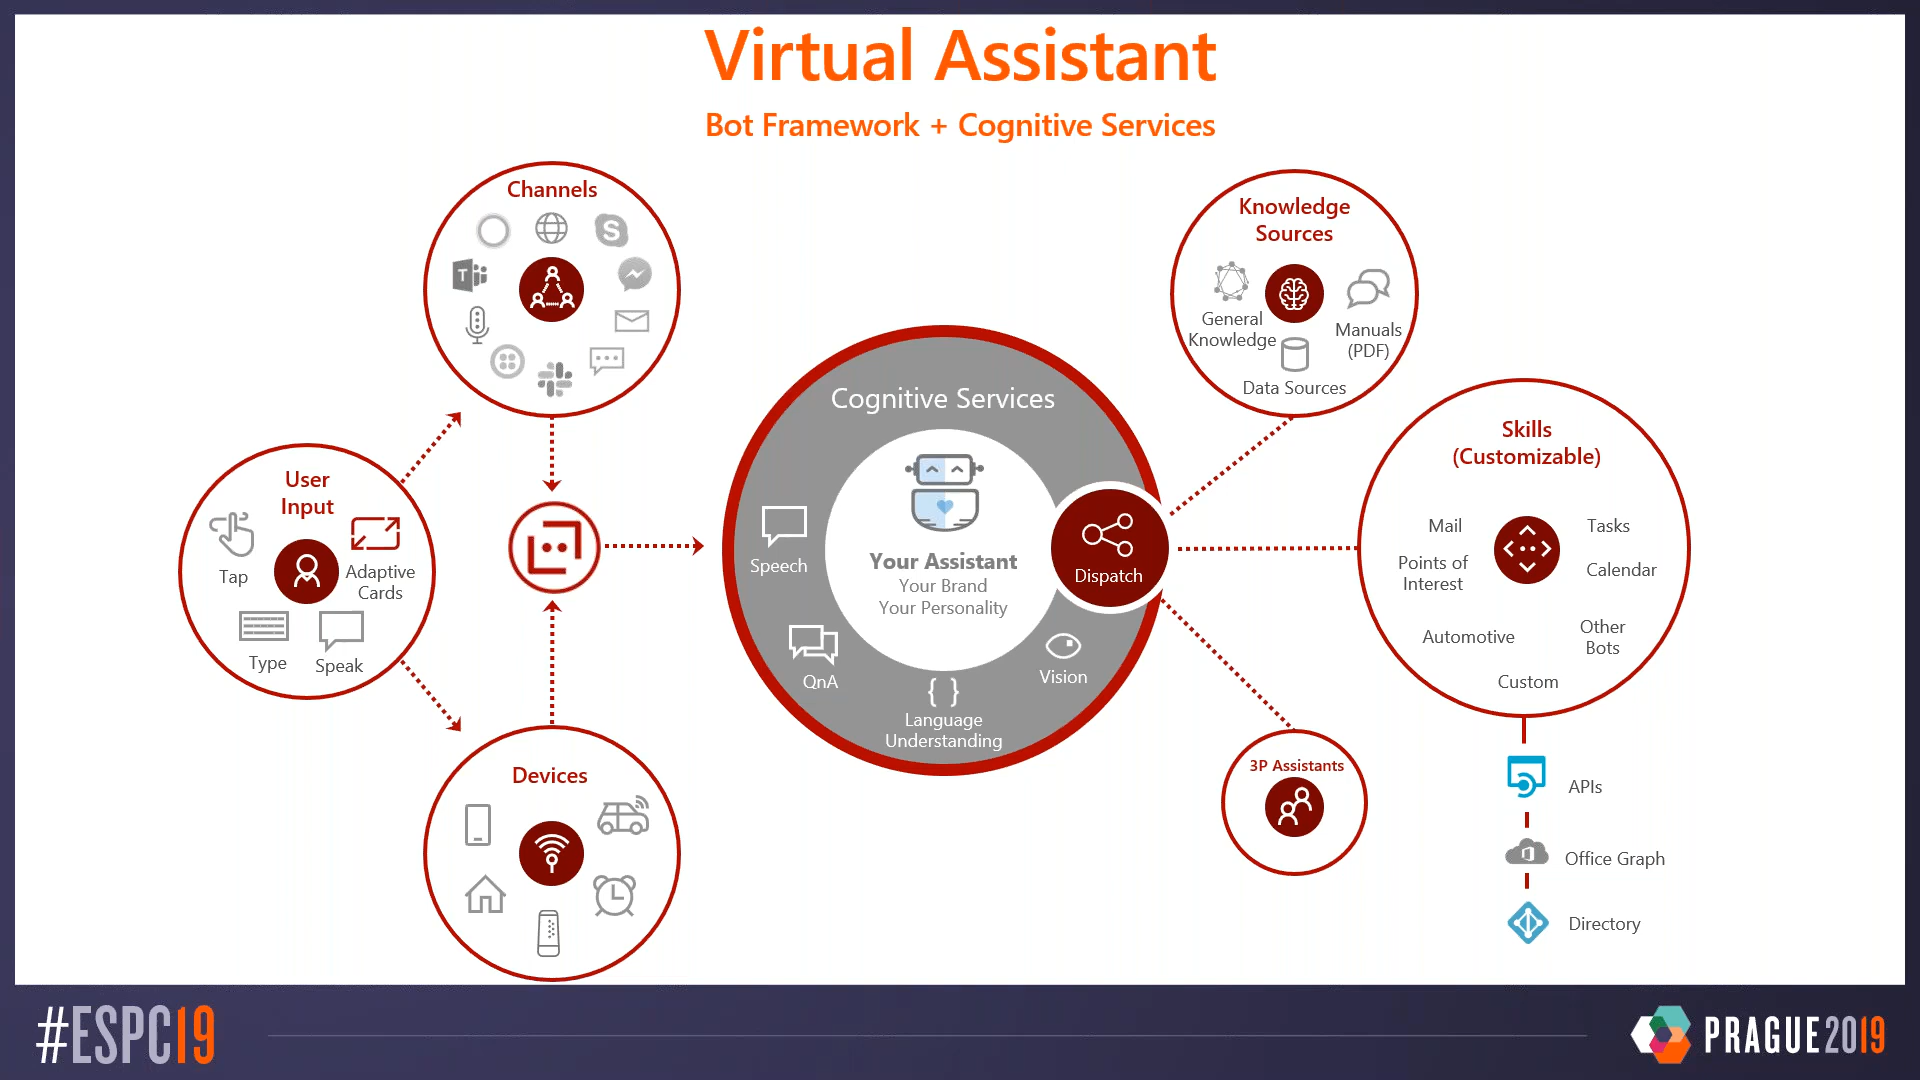 Virtual Assistant
Bot Framework + Cognitive Services
Channels
S
T
User
Input
Tap
Adaptive
Cards
Type
Speak
Devices
Cognitive Services
Speech
Your Assistant
Your Brand
Your Personality
QnA
{ }
Language
Understanding
Vision
Dispatch
Knowledge
Sources
General
Knowledge
Manuals
(PDF)
Data Sources
Skills
(Customizable)
Mail
Tasks
Points of
Interest
Calendar
Automotive
Other
Bots
Custom
3P Assistants
APIs
Office Graph
Directory
#ESPC19
PRAGUE2019